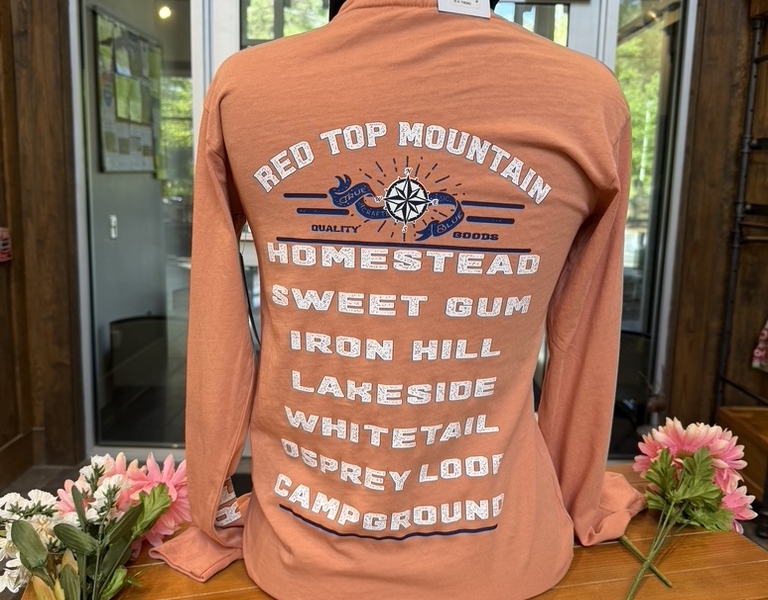 RED TOP MOUNTAIN
TRUE
CRAFT
BLUE
QUALITY GOODS
HOMESTEAD
SWEET GUM
IRON HILL
LAKESIDE
WHITETAIL
OSPREY LOOP
CAMPGROUND